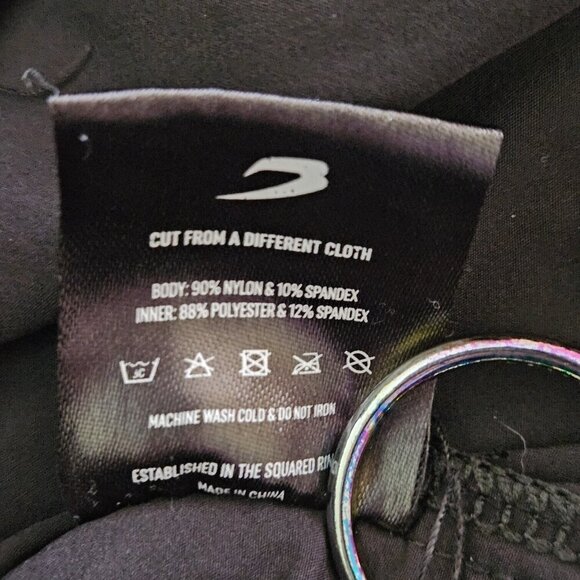 CUT FROM A DIFFERENT CLOTH
BODY: 90% NYLON & 10% SPANDEX
INNER: 88% POLYESTER & 12% SPANDEX
MACHINE WASH COLD & DO NOT IRON
ESTABLISHED IN THE SQUARED
MADE IN CHINA